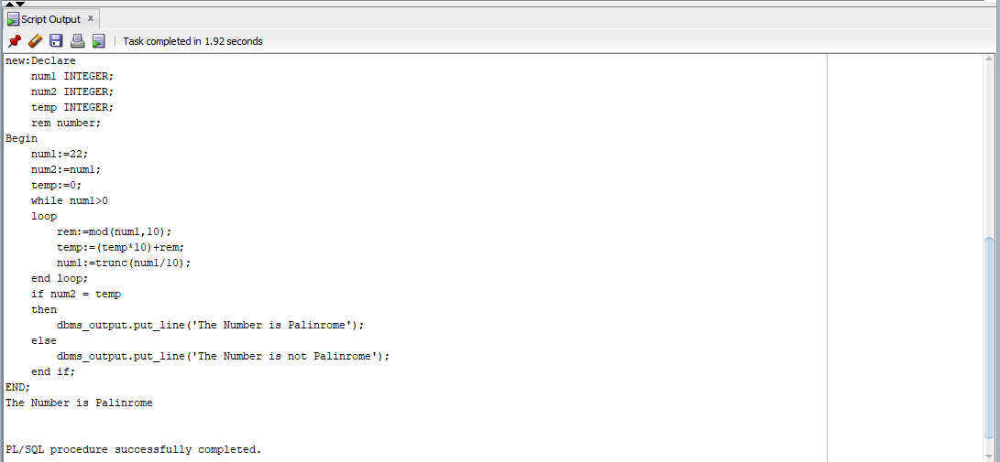 Script Output x
Task completed in 1.92 seconds
new:Declare
    num1 INTEGER;
    num2 INTEGER;
    temp INTEGER;
    rem number;
Begin
    num1:=22;
    num2:=num1;
    temp:=0;
    while num1>0
    loop
        rem:=mod(num1,10);
        temp:=(temp*10)+rem;
        num1:=trunc(num1/10);
    end loop;
    if num2 = temp
    then
        dbms_output.put_line('The Number is Palinrome');
    else
        dbms_output.put_line('The Number is not Palinrome');
    end if;
END;
The Number is Palinrome
PL/SQL procedure successfully completed.